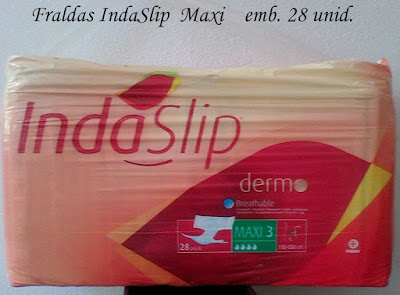 Fraldas IndaSlip Maxi emb. 28 unid.
IndaSlip
dermo
Breathable
MAXI 3
28